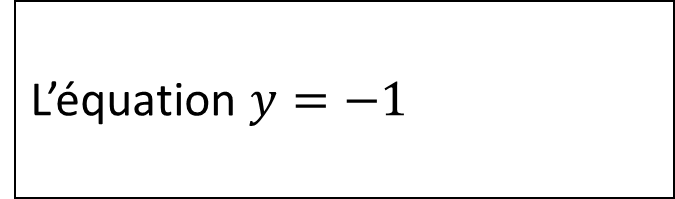 L’équation y = −1